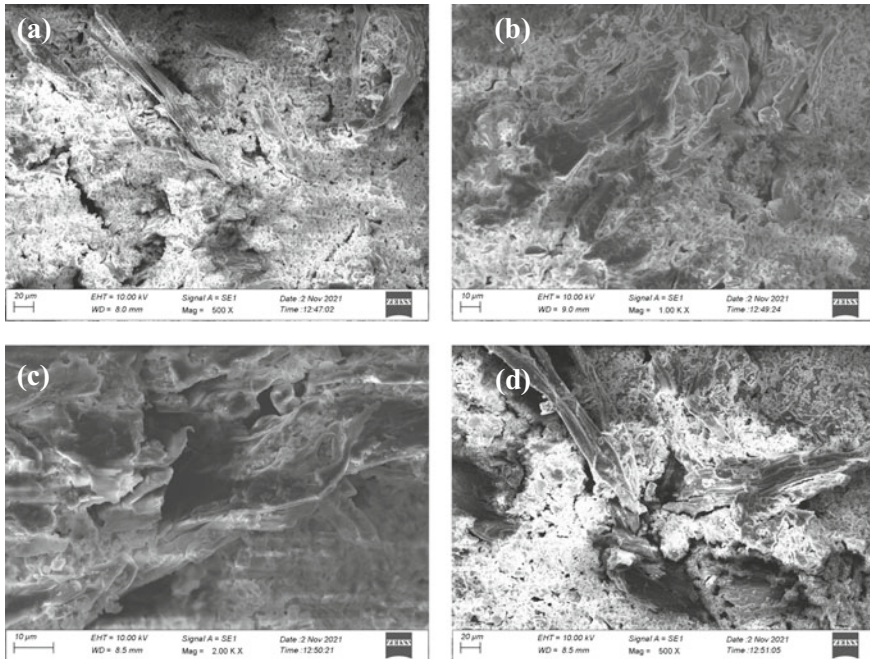 (a)
20 µm
EHT = 10.00 kV
Signal A = SE1
Date :2 Nov 2021
WD = 8.0 mm
Mag = 500 X
Time :12:47:02
ZEISS
(b)
10 µm
EHT = 10.00 kV
Signal A = SE1
Date :2 Nov 2021
WD = 9.0 mm
Mag = 1.00 K X
Time :12:49:24
ZEISS
(c)
10 µm
EHT = 10.00 kV
Signal A = SE1
Date :2 Nov 2021
WD = 8.5 mm
Mag = 2.00 K X
Time :12:50:21
ZEISS
(d)
20 µm
EHT = 10.00 kV
Signal A = SE1
Date :2 Nov 2021
WD = 8.5 mm
Mag = 500 X
Time :12:51:05
ZEISS